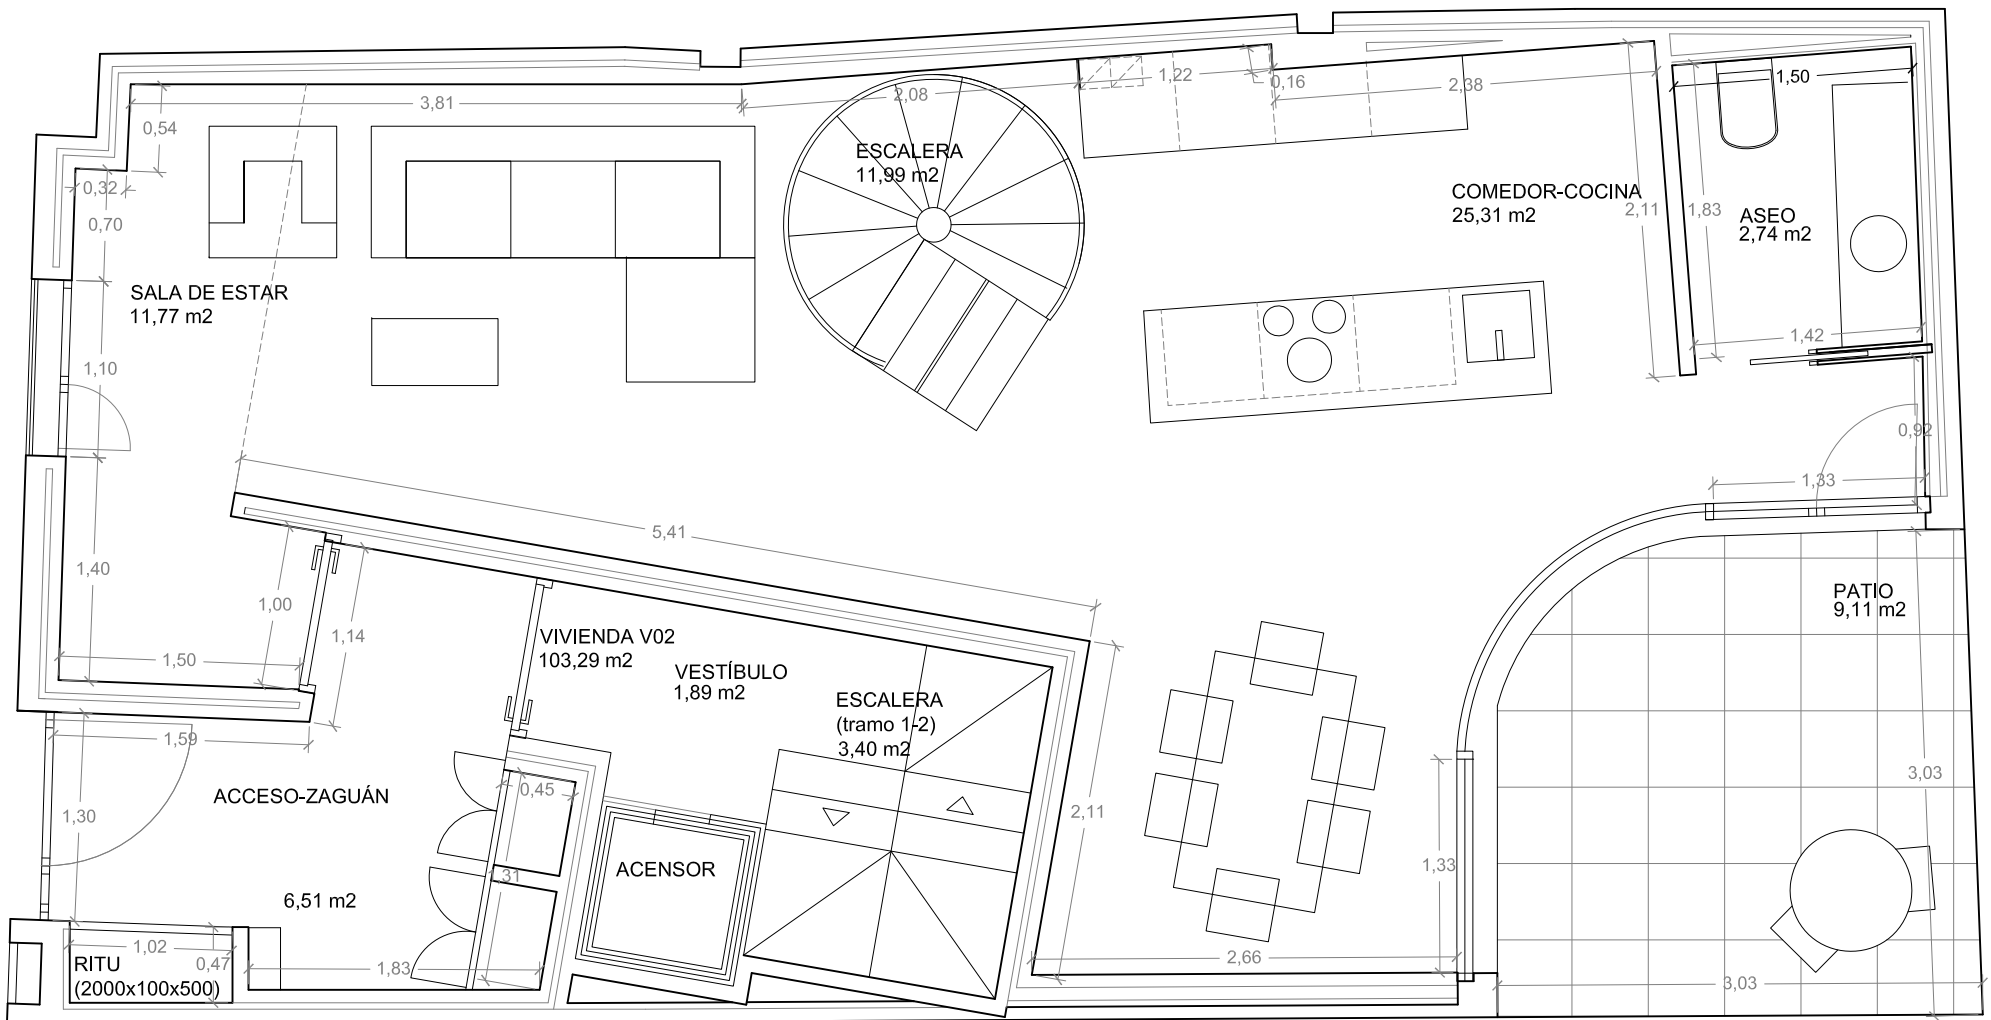 1,22
0,16
2,38
1,50
3,81
2,08
0,54
ESCALERA
11,99 m2
0,32
0,70
COMEDOR-COCINA
25,31 m2
2,11
1,83
ASEO
2,74 m2
SALA DE ESTAR
11,77 m2
1,10
1,42
0,92
1,33
5,41
1,40
1,00
1,14
PATIO
9,11 m2
1,50
VIVIENDA V02
103,29 m2
VESTÍBULO
1,89 m2
ESCALERA
(tramo 1-2)
3,40 m2
1,59
3,03
ACCESO-ZAGUÁN
0,45
1,30
2,11
ACENSOR
1,31
1,33
6,51 m2
1,02
0,47
1,83
2,66
RITU
(2000x100x500)
3,03